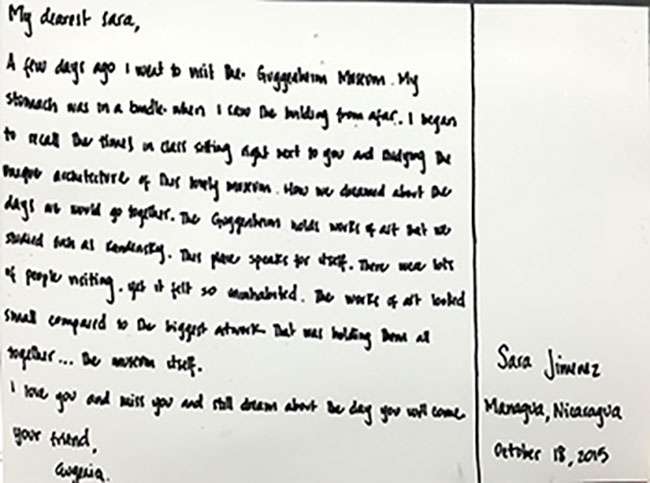 My dearest Sara,
A few days ago I went to visit the Guggenheim Museum. My
stomach was in a bundle when I saw the building from afar. I began
to recall the times in class sitting right next to you and studying the
unique architecture of this lovely museum. How we dreamed about the
days we would go together. The Guggenheim holds works of art that we
studied such as Kandensky. This place speaks for itself. There were lots
of people visiting, yet it felt so uninhabited. The works of art looked
small compared to the biggest artwork that was holding them all
together... the museum itself.
I love you and miss you and still dream about the day you will come
your friend,
Eugenia.
Sara Jimenez
Managua, Nicaragua
October 18, 2015